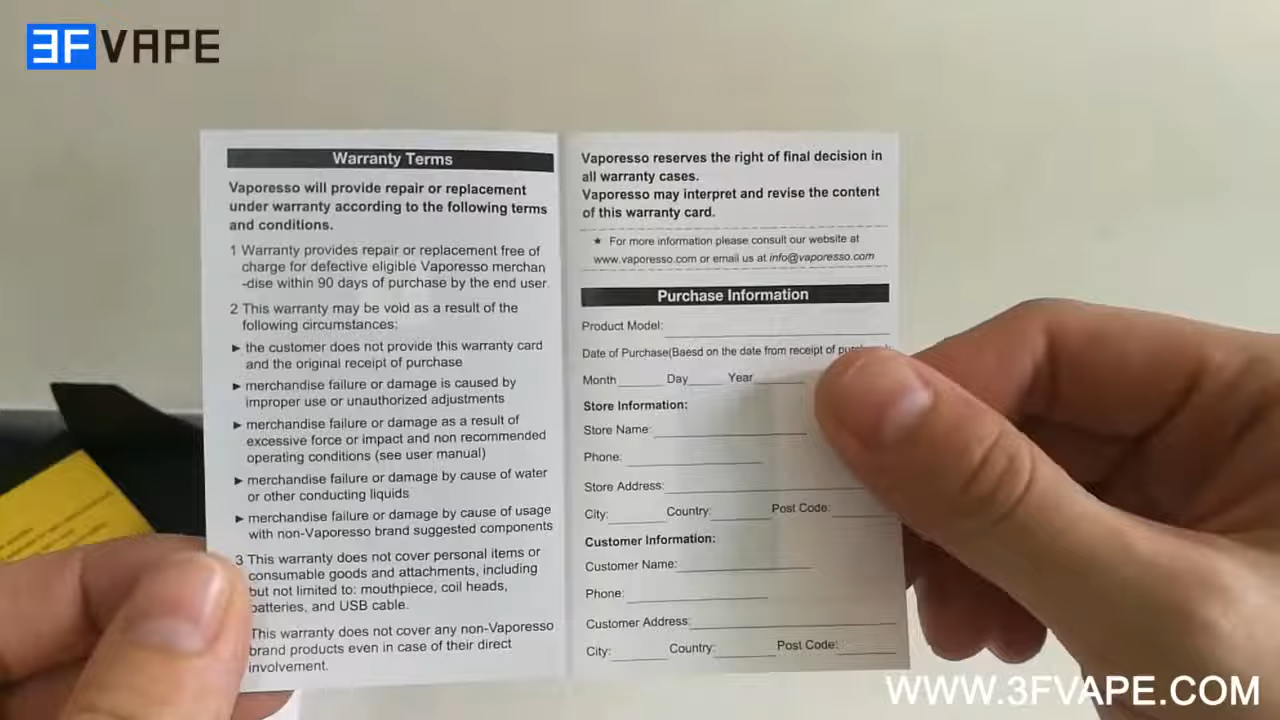 3FVAPE
Warranty Terms
Vaporesso will provide repair or replacement
under warranty according to the following terms
and conditions.
1 Warranty provides repair or replacement free of
charge for defective eligible Vaporesso merchan
-dise within 90 days of purchase by the end user.
2 This warranty may be void as a result of the
following circumstances:
► the customer does not provide this warranty card
and the original receipt of purchase
► merchandise failure or damage is caused by
improper use or unauthorized adjustments
► merchandise failure or damage as a result of
excessive force or impact and non recommended
operating conditions (see user manual)
► merchandise failure or damage by cause of water
or other conducting liquids
► merchandise failure or damage by cause of usage
with non-Vaporesso brand suggested components
3 This warranty does not cover personal items or
consumable goods and attachments, including
but not limited to: mouthpiece, coil heads,
batteries, and USB cable.
This warranty does not cover any non-Vaporesso
brand products even in case of their direct
involvement.
Vaporesso reserves the right of final decision in
all warranty cases.
Vaporesso may interpret and revise the content
of this warranty card.
★ For more information please consult our website at
www.vaporesso.com or email us at info@vaporesso.com
Purchase Information
Product Model:
Date of Purchase(Baesd on the date from receipt of
Month Day Year
Store Information:
Store Name:
Phone:
Store Address:
City: Country: Post Code:
Customer Information:
Customer Name:
Phone:
Customer Address:
City: Country: Post Code:
WWW.3FVAPE.COM